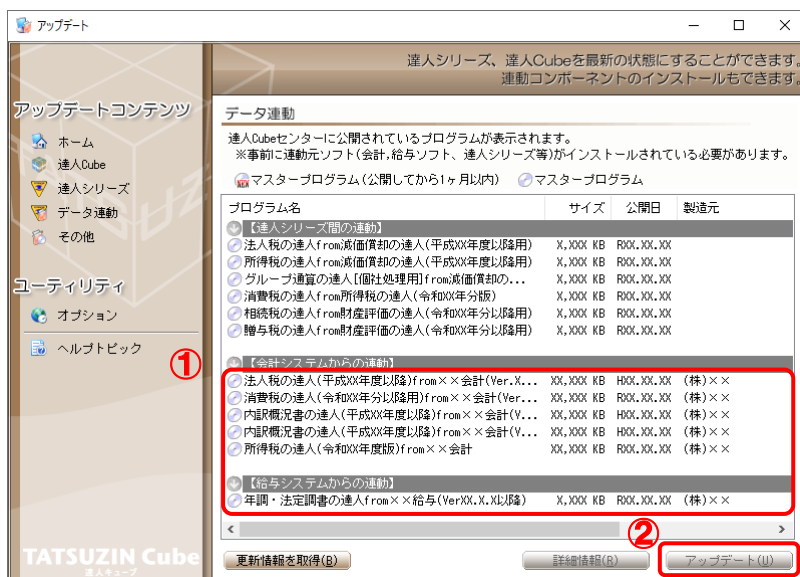 アップデート
達人シリーズ、達人Cubeを最新の状態にすることができます。
連動コンポーネントのインストールもできます。
アップデートコンテンツ
ホーム
達人Cube
達人シリーズ
データ連動
その他
ユーティリティ
オプション
ヘルプトピック
データ連動
達人Cubeセンターに公開されているプログラムが表示されます。
※事前に連動元ソフト(会計,給与ソフト、達人シリーズ等)がインストールされている必要があります。
マスタープログラム(公開してから1ヶ月以内) マスタープログラム
プログラム名 サイズ 公開日 製造元
【達人シリーズ間の連動】
法人税の達人from減価償却の達人(平成XX年度以降用) X,XXX KB RXX.XX.XX
所得税の達人from減価償却の達人(平成XX年度以降用) X,XXX KB RXX.XX.XX
グループ通算の達人[個社処理用]from減価償却の... X,XXX KB RXX.XX.XX
消費税の達人from所得税の達人(令和XX年分版) X,XXX KB RXX.XX.XX
相続税の達人from財産評価の達人(令和XX年分以降用) X,XXX KB RXX.XX.XX
贈与税の達人from財産評価の達人(令和XX年分以降用) X,XXX KB RXX.XX.XX
①
【会計システムからの連動】
法人税の達人(平成XX年度以降)from××会計(Ver.X... XX,XXX KB HXX.XX.XX (株)××
消費税の達人(令和XX年分以降用)from××会計(Ver... XX,XXX KB RXX.XX.XX (株)××
内訳概況書の達人(平成XX年度以降)from××会計(V... XX,XXX KB RXX.XX.XX (株)××
内訳概況書の達人(平成XX年度以降)from××会計(V... XX,XXX KB RXX.XX.XX (株)××
所得税の達人(令和XX年度版)from××会計 XX,XXX KB RXX.XX.XX (株)××
【給与システムからの連動】
年調・法定調書の達人from××給与(VerXX.X.X以降) X,XXX KB RXX.XX.XX (株)××
②
更新情報を取得(B) 詳細情報(R) アップデート(U)
TATSUZIN Cube
達人キューブ